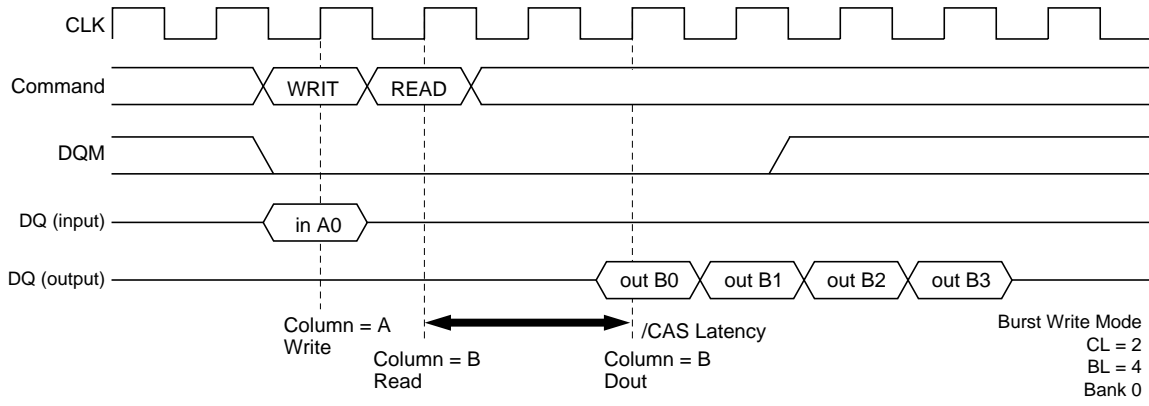 CLK
Command
WRIT
READ
DQM
DQ (input)
in A0
DQ (output)
out B0
out B1
out B2
out B3
Column = A
Write
/CAS Latency
Column = B
Read
Column = B
Dout
Burst Write Mode
CL = 2
BL = 4
Bank 0